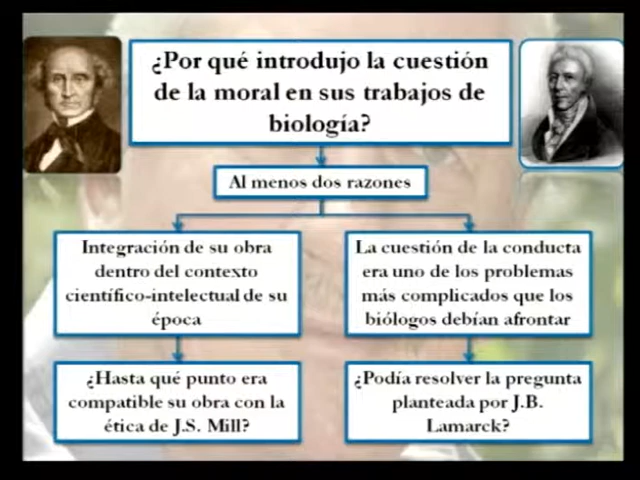 ¿Por qué introdujo la cuestión
de la moral en sus trabajos de
biología?
Al menos dos razones
Integración de su obra
dentro del contexto
científico-intelectual de su
época
La cuestión de la conducta
era uno de los problemas
más complicados que los
biólogos debían afrontar
¿Hasta qué punto era
compatible su obra con la
ética de J.S. Mill?
¿Podía resolver la pregunta
planteada por J.B.
Lamarck?